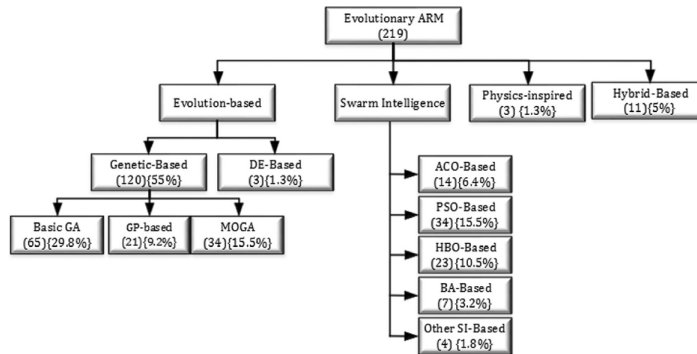 Evolutionary ARM
(219)
Evolution-based
Swarm Intelligence
Physics-inspired
(3) {1.3%}
Hybrid-Based
(11){5%}
Genetic-Based
(120){55%}
DE-Based
(3){1.3%}
Basic GA
(65){29.8%}
GP-based
(21){9.2%}
MOGA
(34){15.5%}
ACO-Based
(14){6.4%}
PSO-Based
(34){15.5%}
HBO-Based
(23){10.5%}
BA-Based
(7){3.2%}
Other SI-Based
(4) {1.8%}